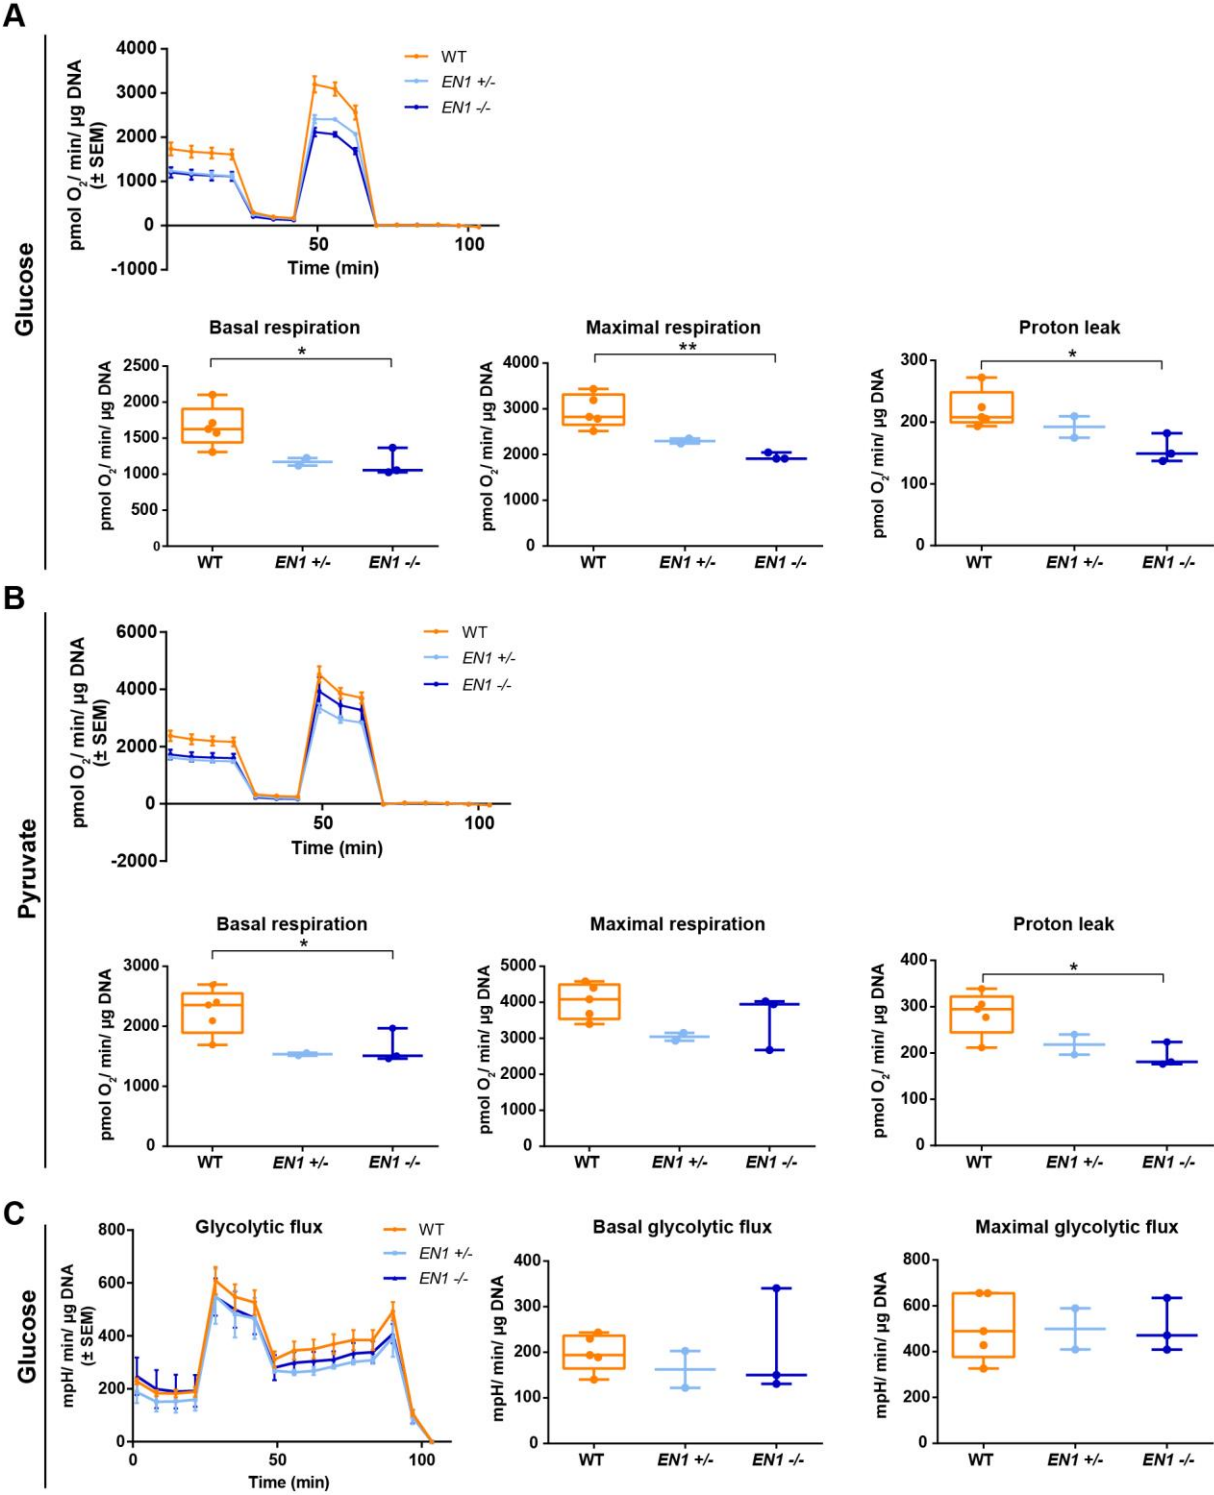 A
Glucose
pmol O2/ min/ µg DNA
(± SEM)
4000
3000
2000
1000
0
-1000
50
100
Time (min)
WT
EN1 +/-
EN1 -/-
Basal respiration
*
pmol O2/ min/ µg DNA
2500
2000
1500
1000
500
0
WT
EN1 +/-
EN1 -/-
Maximal respiration
**
pmol O2/ min/ µg DNA
4000
3000
2000
1000
0
WT
EN1 +/-
EN1 -/-
Proton leak
*
pmol O2/ min/ µg DNA
300
200
100
0
WT
EN1 +/-
EN1 -/-
B
Pyruvate
pmol O2/ min/ µg DNA
(± SEM)
6000
4000
2000
0
-2000
50
100
Time (min)
WT
EN1 +/-
EN1 -/-
Basal respiration
*
pmol O2/ min/ µg DNA
3000
2000
1000
0
WT
EN1 +/-
EN1 -/-
Maximal respiration
pmol O2/ min/ µg DNA
5000
4000
3000
2000
1000
0
WT
EN1 +/-
EN1 -/-
Proton leak
*
pmol O2/ min/ µg DNA
400
300
200
100
0
WT
EN1 +/-
EN1 -/-
C
Glucose
Glycolytic flux
mpH/ min/ µg DNA
(± SEM)
800
600
400
200
0
0
50
100
Time (min)
WT
EN1 +/-
EN1 -/-
Basal glycolytic flux
mpH/ min/ µg DNA
400
300
200
100
0
WT
EN1 +/-
EN1 -/-
Maximal glycolytic flux
mpH/ min/ µg DNA
800
600
400
200
0
WT
EN1 +/-
EN1 -/-